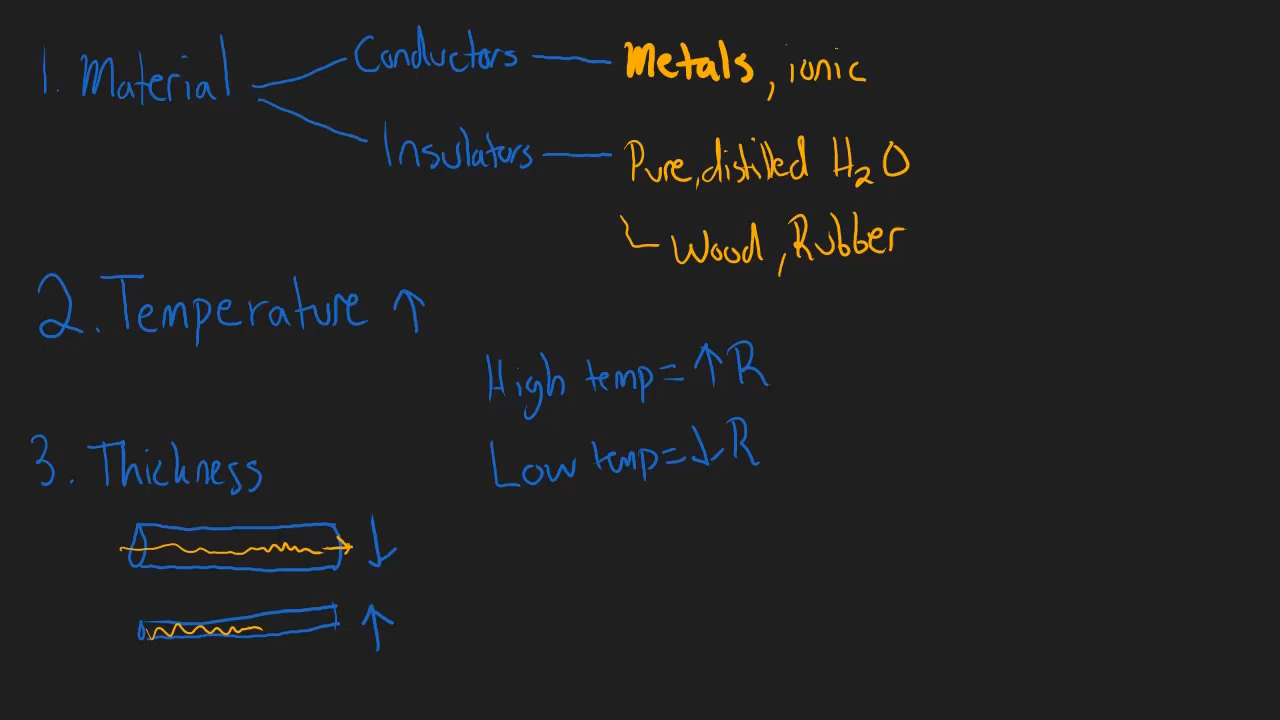 1. Material
Conductors — Metals, ionic
Insulators — Pure, distilled H₂O
Wood, Rubber
2. Temperature ↑
High temp = ↑ R
Low temp = ↓ R
3. Thickness
↓
↑